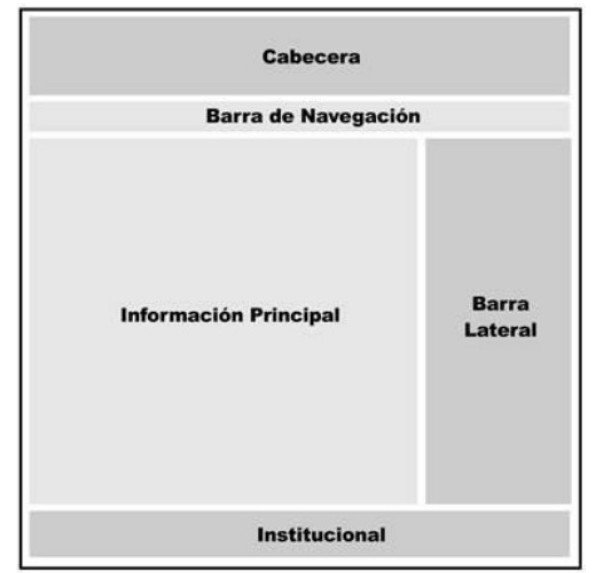 Cabecera
Barra de Navegación
Información Principal
Barra
Lateral
Institucional